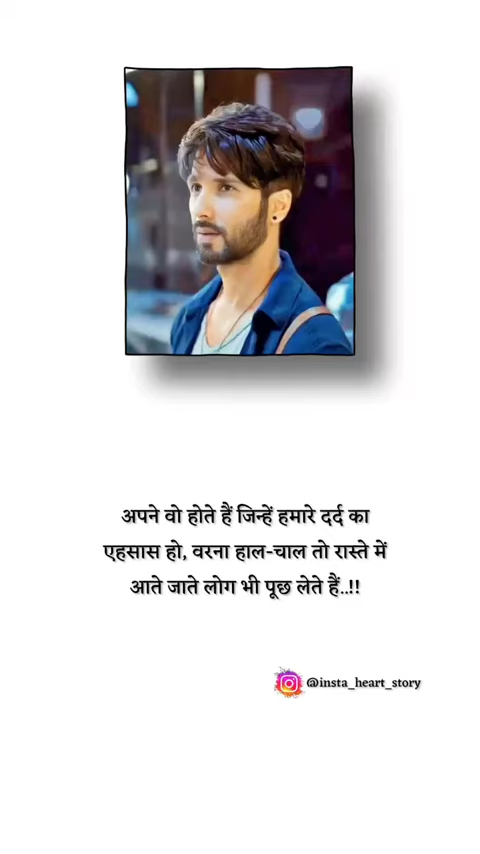 अपने वो होते हैं जिन्हें हमारे दर्द का
एहसास हो, वरना हाल-चाल तो रास्ते में
आते जाते लोग भी पूछ लेते हैं..!!
@insta_heart_story